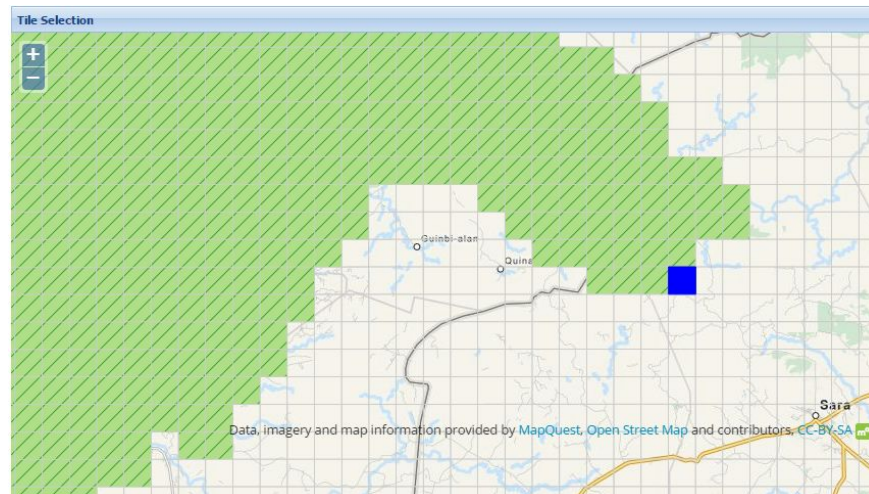 Tile Selection
+
−
Guinbi-alan
Quina
Sara
Data, imagery and map information provided by MapQuest, Open Street Map and contributors, CC-BY-SA